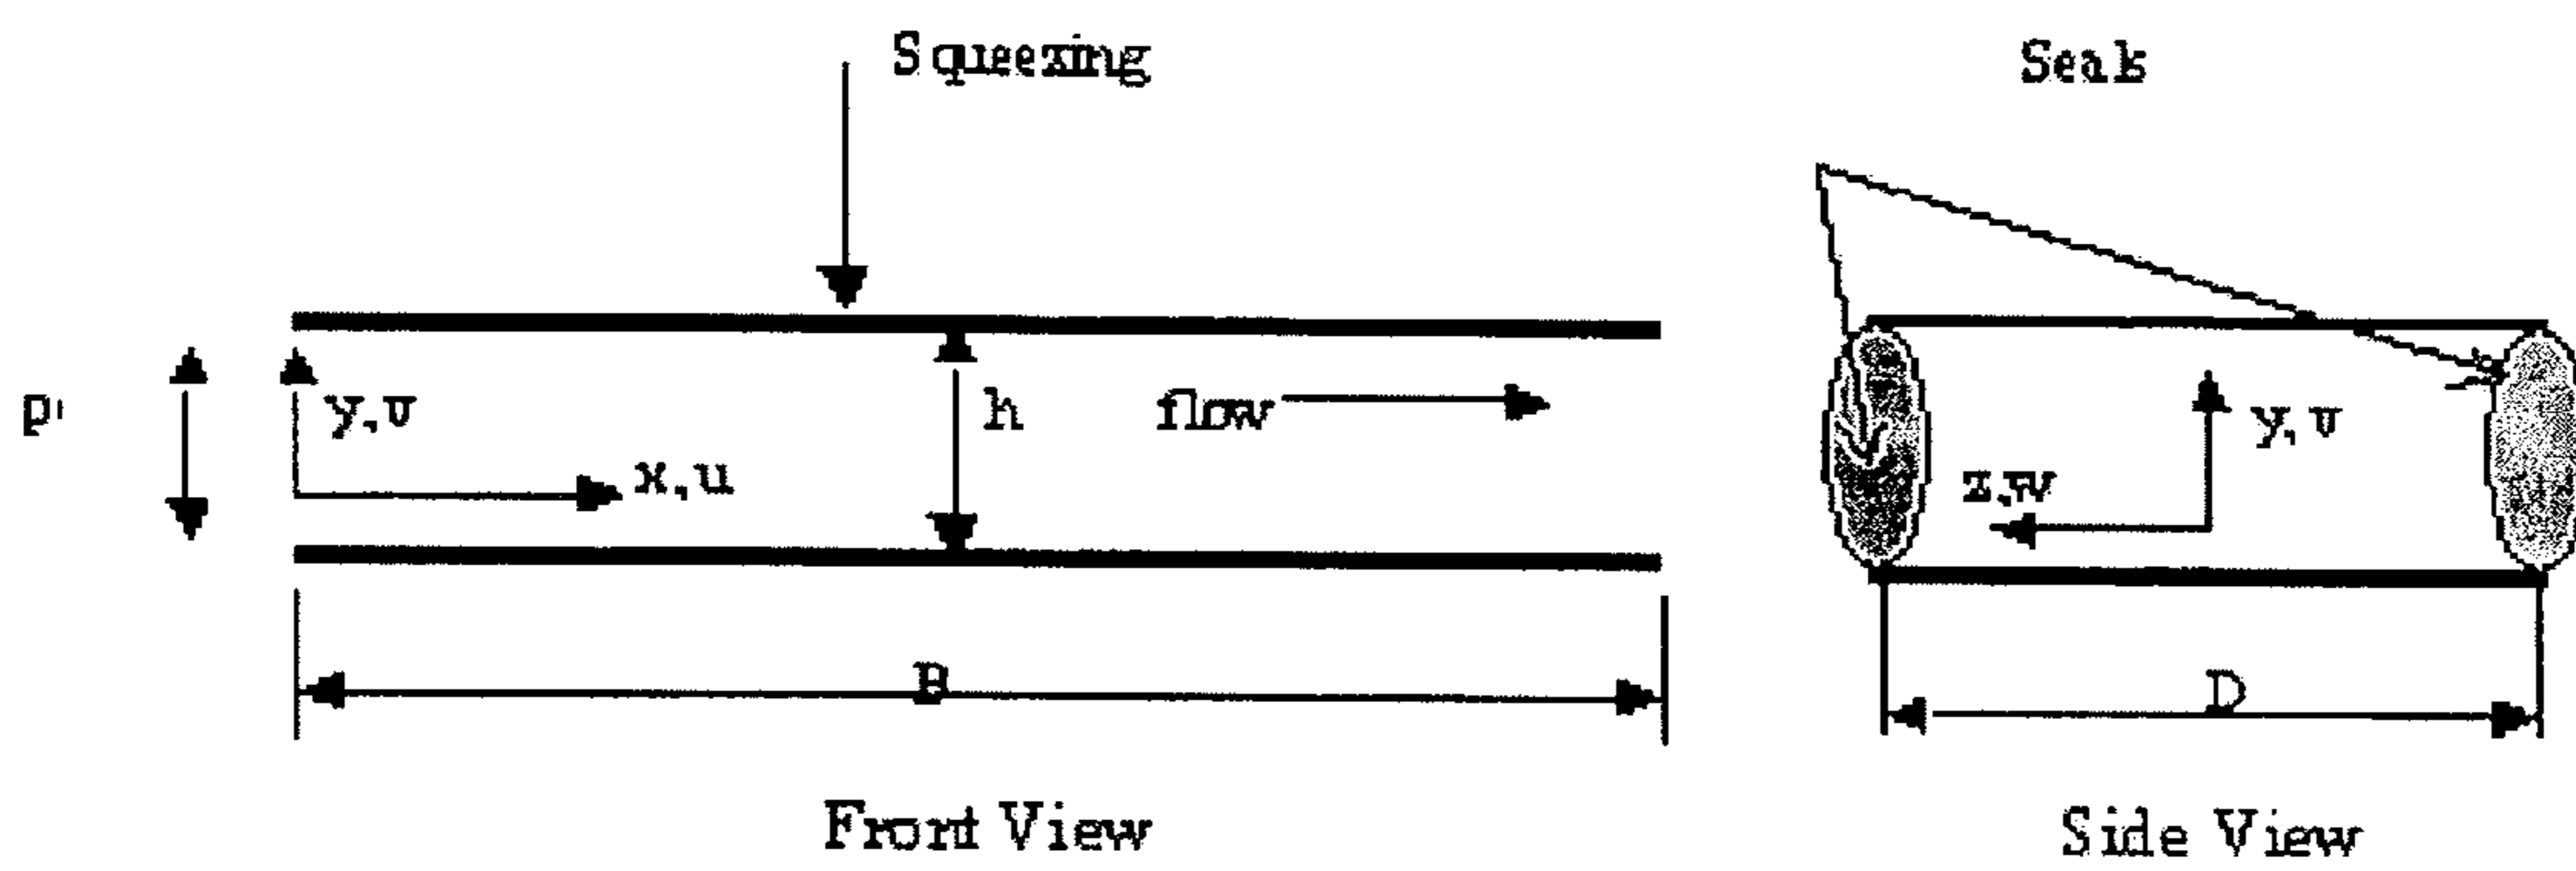 Squeezing
Seals
p
y,v
h
flow
x,u
y,v
z,w
B
D
Front View
Side View